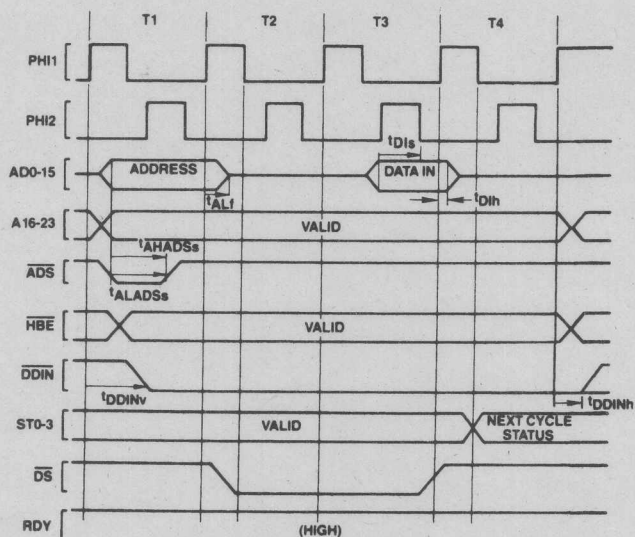 T1 T2 T3 T4
PHI1
PHI2
tDIs
AD0-15 ADDRESS DATA IN
tALf tDIh
A16-23 VALID
tAHADSs
ADS
tALADSs
HBE VALID
DDIN
tDDINv tDDINh
ST0-3 VALID NEXT CYCLE
STATUS
DS
RDY (HIGH)